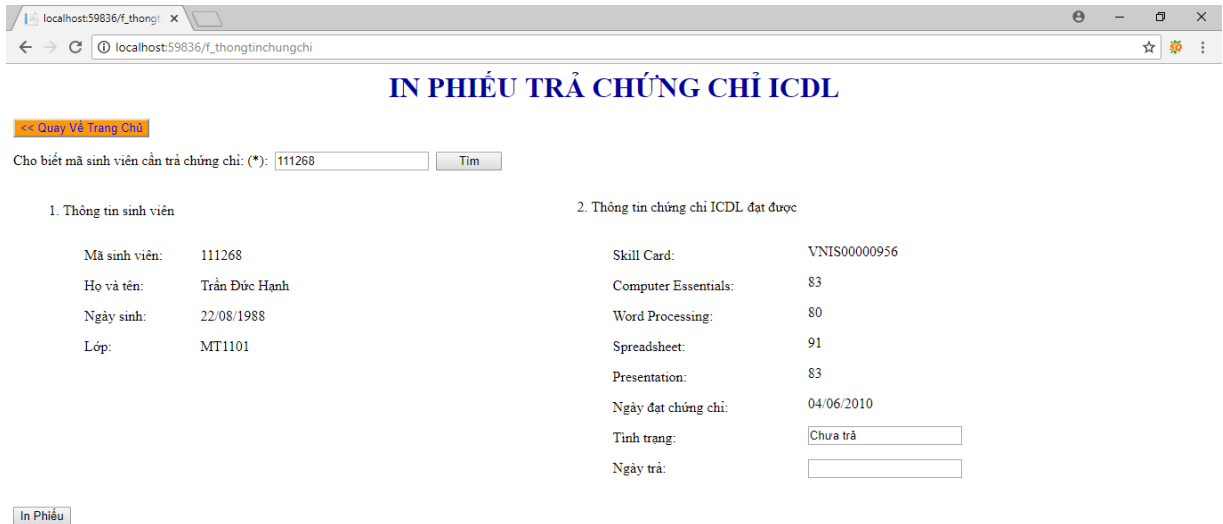 localhost:59836/f_thongti
localhost:59836/f_thongtinchungchi
IN PHIẾU TRẢ CHỨNG CHỈ ICDL
<< Quay Về Trang Chủ
Cho biết mã sinh viên cần trả chứng chỉ: (*): 111268 Tìm
1. Thông tin sinh viên
Mã sinh viên: 111268
Họ và tên: Trần Đức Hạnh
Ngày sinh: 22/08/1988
Lớp: MT1101
2. Thông tin chứng chỉ ICDL đạt được
Skill Card: VNIS00000956
Computer Essentials: 83
Word Processing: 80
Spreadsheet: 91
Presentation: 83
Ngày đạt chứng chỉ: 04/06/2010
Tình trạng: Chưa trả
Ngày trả:
In Phiếu